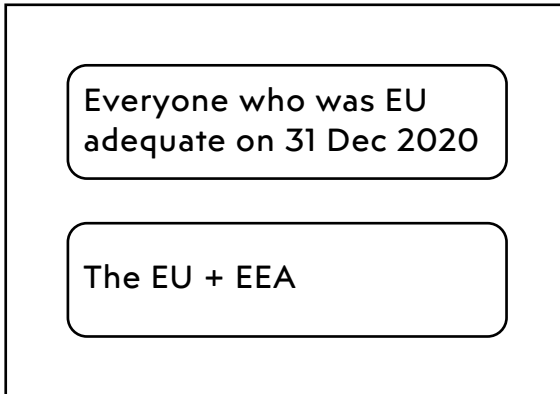 Everyone who was EU
adequate on 31 Dec 2020
The EU + EEA